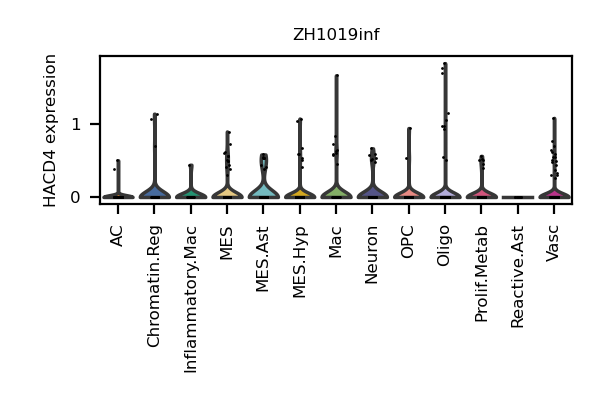 ZH1019inf
HACD4 expression
1
0
AC
Chromatin.Reg
Inflammatory.Mac
MES
MES.Ast
MES.Hyp
Mac
Neuron
OPC
Oligo
Prolif.Metab
Reactive.Ast
Vasc